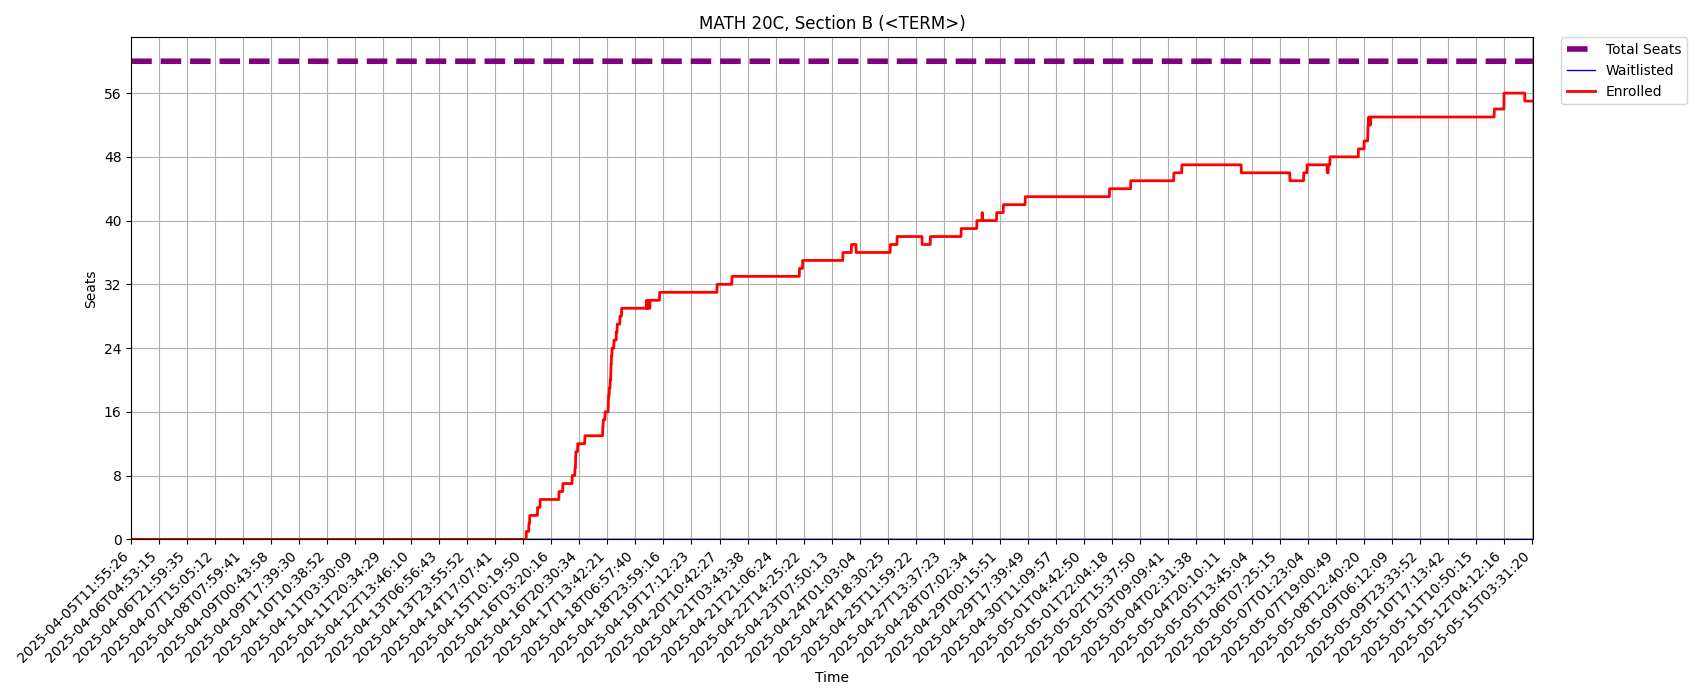 MATH 20C, Section B (<TERM>)
Total Seats
Waitlisted
Enrolled
Seats
56
48
40
32
24
16
8
0
2025-04-05T11:55:26
2025-04-06T04:53:15
2025-04-06T21:59:35
2025-04-07T15:05:12
2025-04-08T07:59:41
2025-04-09T00:43:58
2025-04-09T17:39:30
2025-04-10T10:38:52
2025-04-11T03:30:09
2025-04-11T20:34:29
2025-04-12T13:46:10
2025-04-13T06:56:43
2025-04-13T23:55:52
2025-04-14T17:07:41
2025-04-15T10:19:50
2025-04-16T03:20:16
2025-04-16T20:30:34
2025-04-17T13:42:21
2025-04-18T06:57:40
2025-04-18T23:59:16
2025-04-19T17:12:23
2025-04-20T10:42:27
2025-04-21T03:43:38
2025-04-21T21:06:24
2025-04-22T14:25:22
2025-04-23T07:50:13
2025-04-24T01:03:04
2025-04-24T18:30:25
2025-04-25T11:59:22
2025-04-27T13:37:23
2025-04-28T07:02:34
2025-04-29T00:15:51
2025-04-29T17:39:49
2025-04-30T11:09:57
2025-05-01T04:42:50
2025-05-01T22:04:18
2025-05-02T15:37:50
2025-05-03T09:09:41
2025-05-04T02:31:38
2025-05-04T20:10:11
2025-05-05T13:45:04
2025-05-06T07:25:15
2025-05-07T01:23:04
2025-05-07T19:00:49
2025-05-08T12:40:20
2025-05-09T06:12:09
2025-05-09T23:33:52
2025-05-10T17:13:42
2025-05-11T10:50:15
2025-05-12T04:12:16
2025-05-15T03:31:20
Time